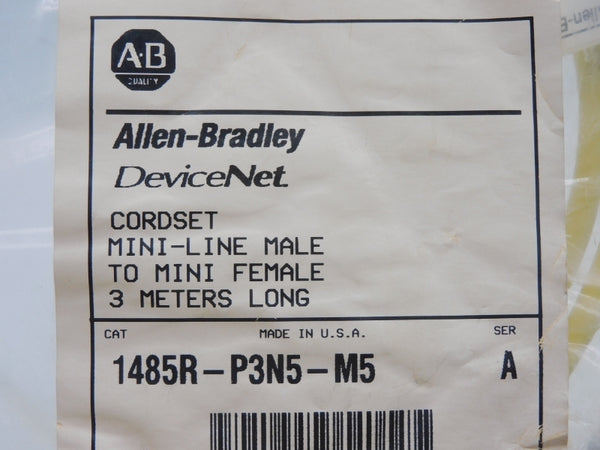 A-B
QUALITY
Allen-Bradley
DeviceNet
CORDSET
MINI-LINE MALE
TO MINI FEMALE
3 METERS LONG
CAT MADE IN U.S.A. SER
1485R-P3N5-M5 A